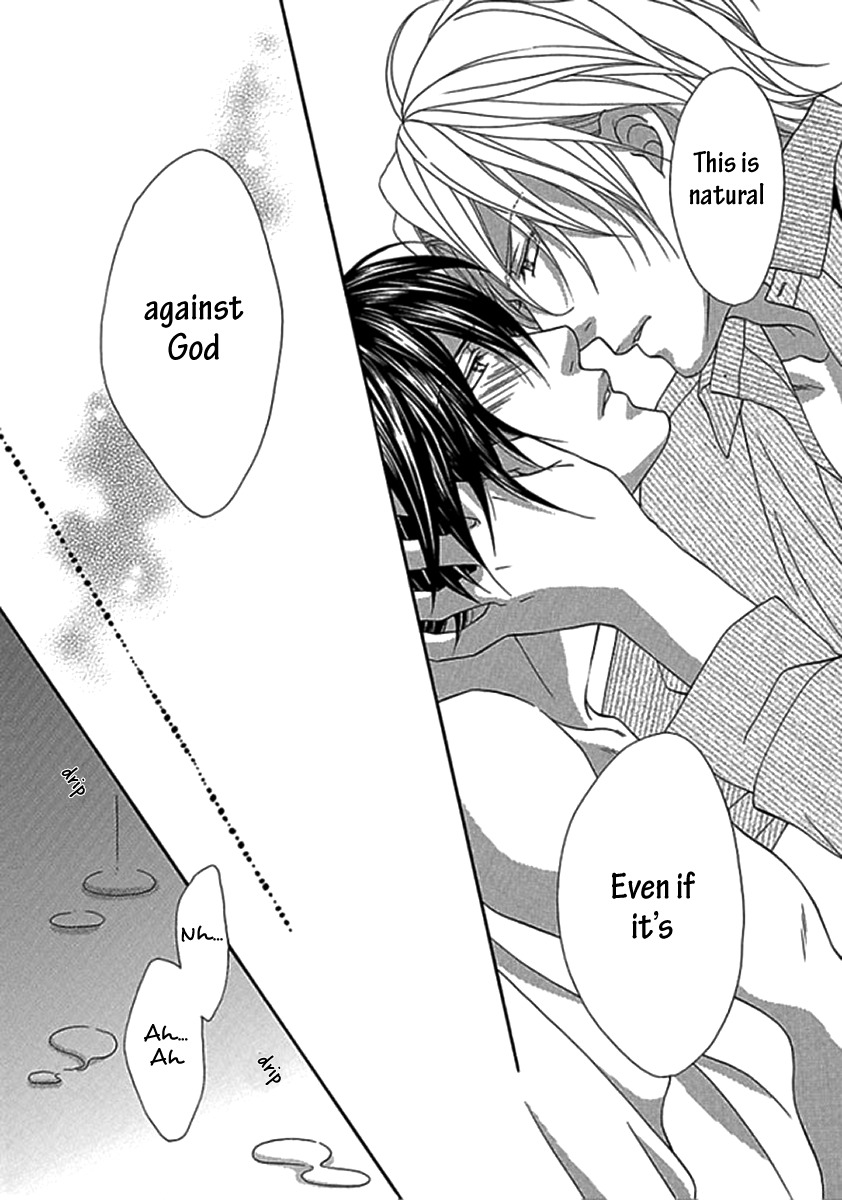 This is
natural
Even if
it's
against
God
drip
Nh...
Ah...
Ah
drip